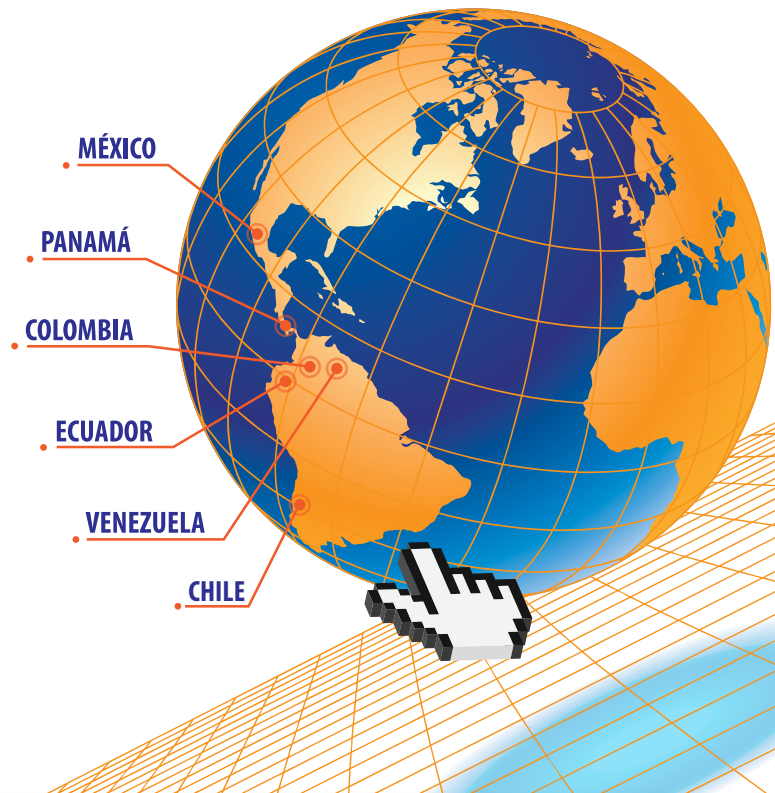 MÉXICO
PANAMÁ
COLOMBIA
ECUADOR
VENEZUELA
CHILE